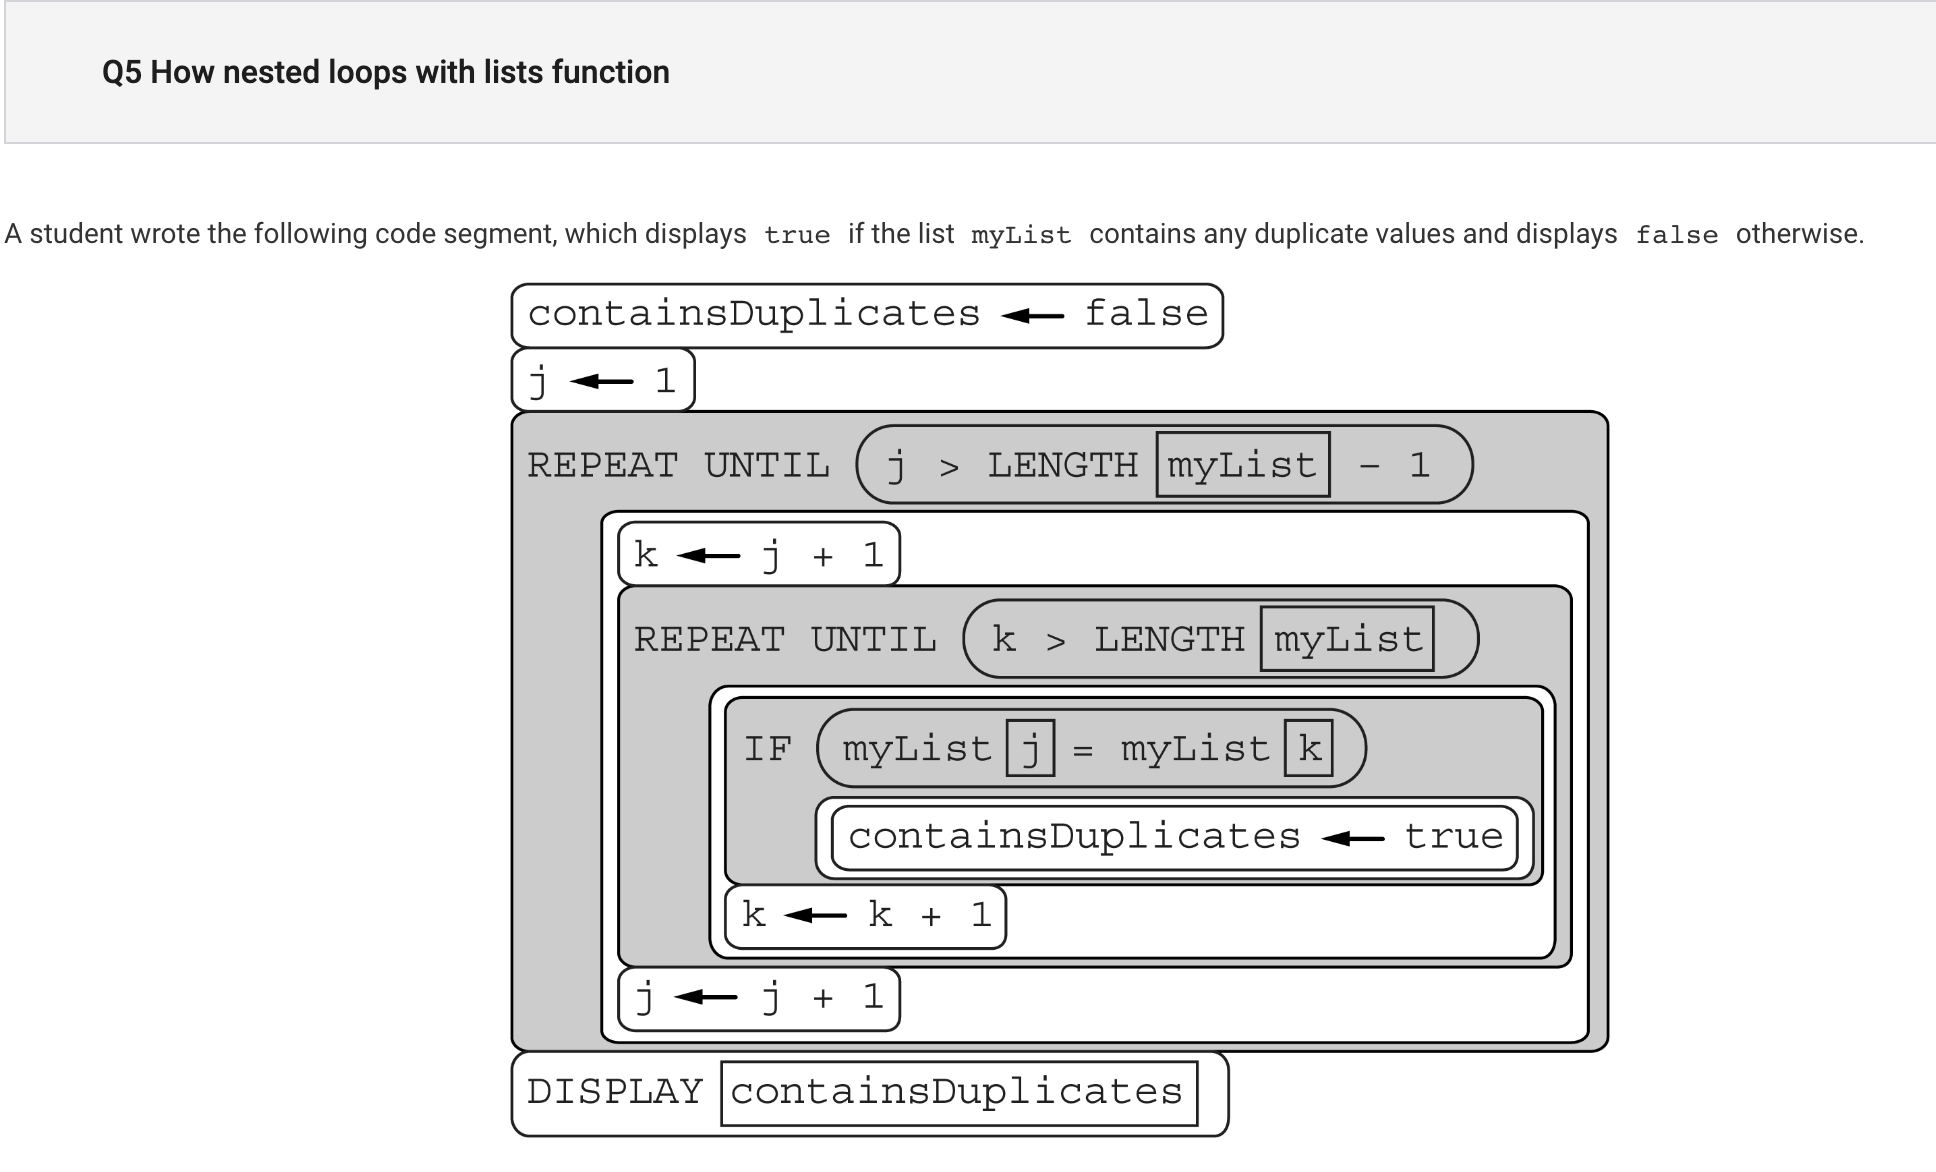 Q5 How nested loops with lists function
A student wrote the following code segment, which displays true if the list myList contains any duplicate values and displays false otherwise.
containsDuplicates ← false
j ← 1
REPEAT UNTIL j > LENGTH myList - 1
k ← j + 1
REPEAT UNTIL k > LENGTH myList
IF myList j = myList k
containsDuplicates ← true
k ← k + 1
j ← j + 1
DISPLAY containsDuplicates